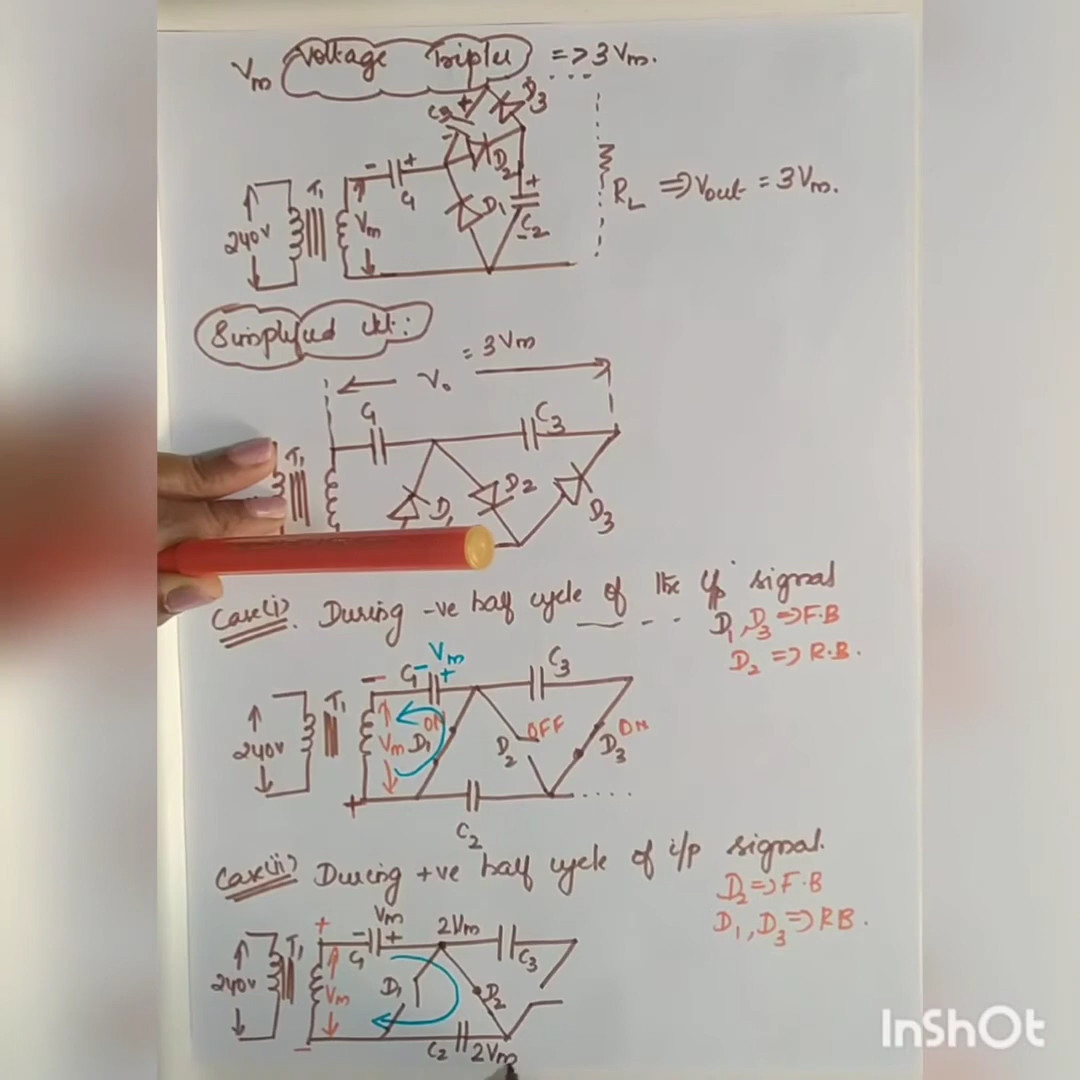 Vm Voltage Tripler => 3Vm.
C3 + D3
- D2
- + C1 D1 + C2 -
240V T1 Vm RL => Vout = 3Vm.
Simplified ckt:
= 3Vm
Vo
C1 C3
T1 D1 D2 D3
Case(i). During -ve half cycle of the i/p signal
D1, D3 => F.B
D2 => R.B.
Vm
- C1 - + C3
240V T1 Vm D1 ON D2 OFF D3 ON
+
C2
Case(ii) During +ve half cycle of i/p signal.
D2 => F.B
D1, D3 => RB.
+ Vm 2Vm
- + C1 C3
240V T1 Vm D1 D2
- C2 2Vm
InShOt